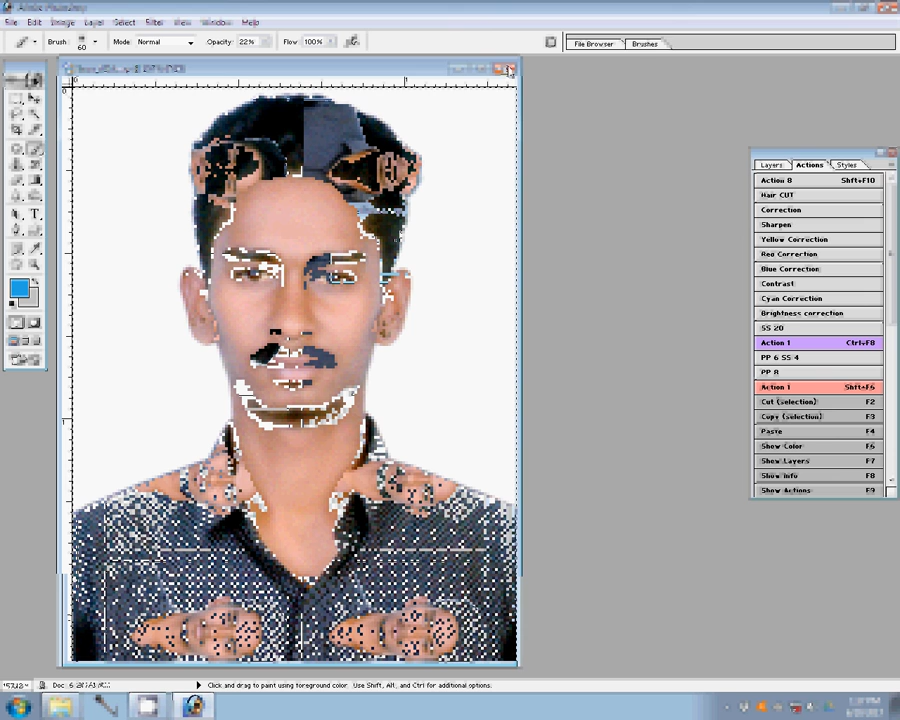 Adobe Photoshop
File Edit Image Layer Select Filter View Window Help
Brush: 60 Mode: Normal Opacity: 22% Flow: 100% File Browser Brushes
Layers Actions Styles
Action 8 Shft+F10
Hair CUT
Correction
Sharpen
Yellow Correction
Red Correction
Blue Correction
Contrast
Cyan Correction
Brightness correction
SS 20
Action 1 Ctrl+F8
PP 6 SS 4
PP 8
Action 1 Shft+F6
Cut (selection) F2
Copy (selection) F3
Paste F4
Show Color F6
Show Layers F7
Show Info F8
Show Actions F9
Click and drag to paint using foreground color. Use Shift, Alt, and Ctrl for additional options.